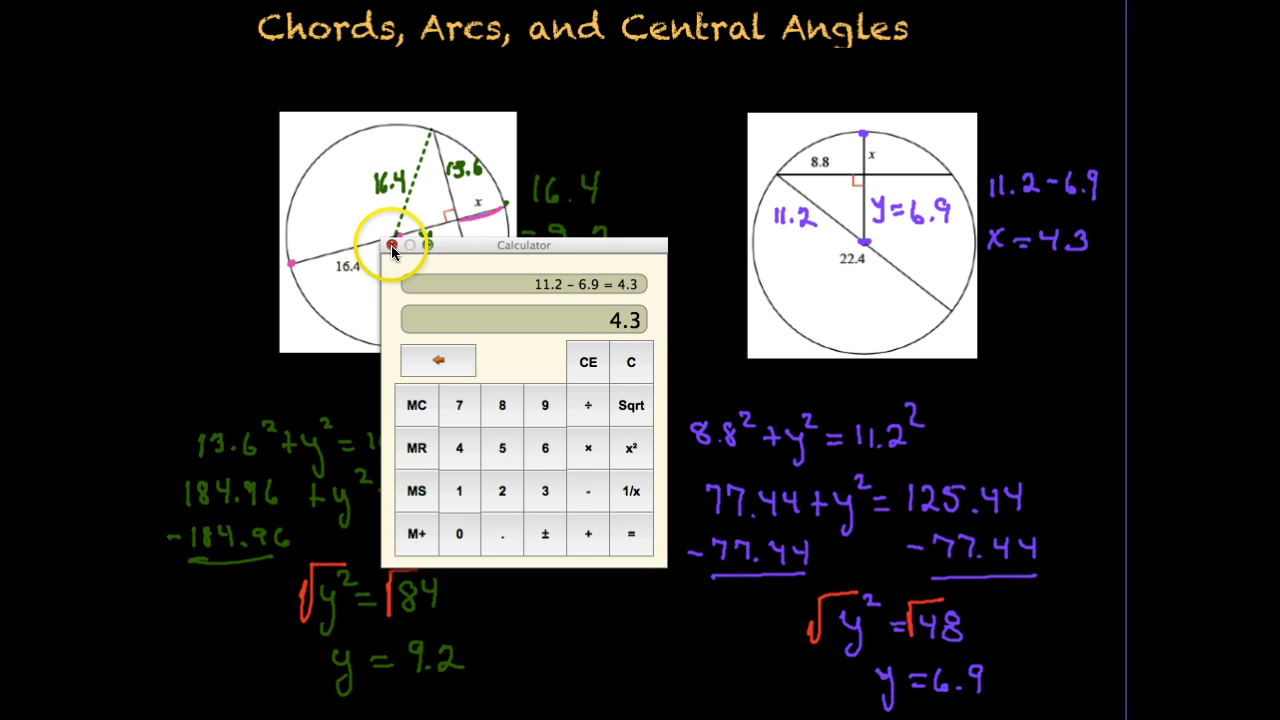 Chords, Arcs, and Central Angles
16.4
13.6
x
16.4
16.4
Calculator
11.2 – 6.9 = 4.3
4.3
CE C
MC 7 8 9 ÷ Sqrt
MR 4 5 6 × x²
MS 1 2 3 - 1/x
M+ 0 . ± + =
13.6² + y² =
184.96 + y²
-184.96
√y² = √84
y = 9.2
8.8
x
11.2
y = 6.9
22.4
11.2 - 6.9
x = 4.3
8.8² + y² = 11.2²
77.44 + y² = 125.44
-77.44 -77.44
√y² = √48
y = 6.9